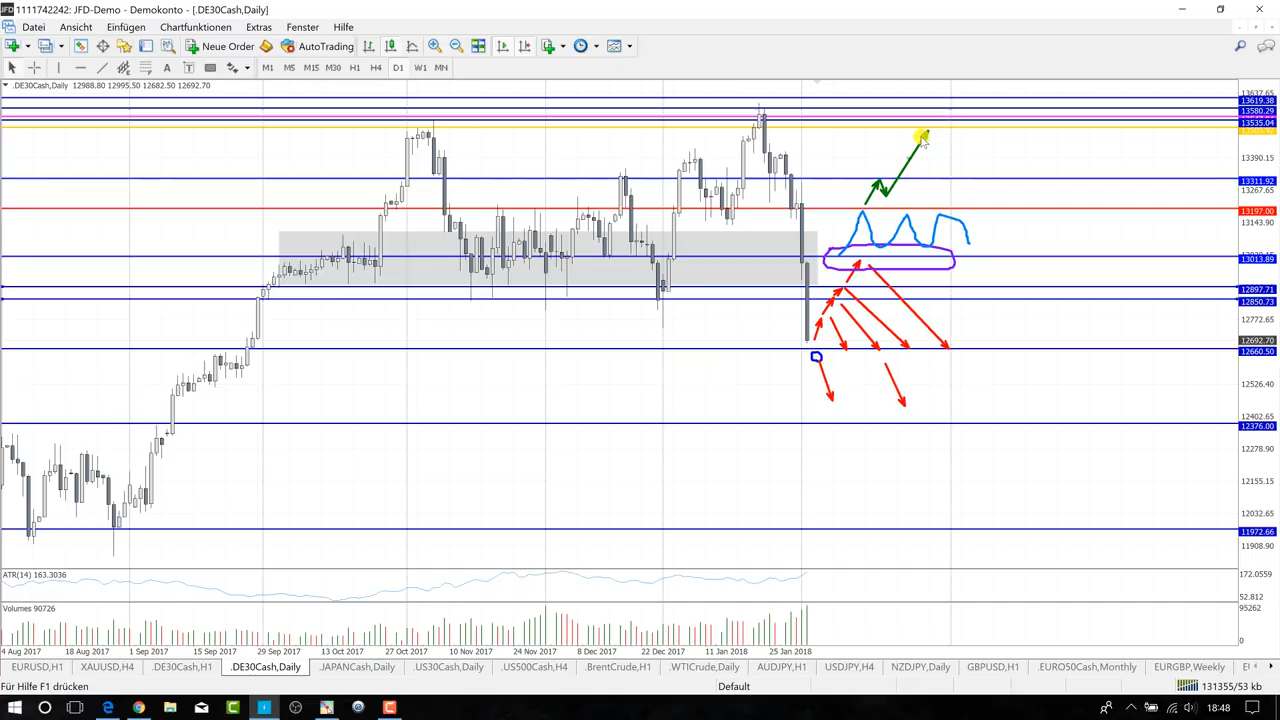 1111742242: JFD-Demo - Demokonto - [.DE30Cash,Daily]
Datei Ansicht Einfügen Chartfunktionen Extras Fenster Hilfe
Neue Order AutoTrading
M1 M5 M15 M30 H1 H4 D1 W1 MN
.DE30Cash,Daily 12988.80 12995.50 12682.50 12692.70
13637.65
13619.38
13580.29
13535.04
13390.15
13311.92
13267.65
13197.00
13143.90
13013.89
12897.71
12850.73
12772.65
12692.70
12660.50
12526.40
12402.65
12376.00
12278.90
12155.15
12032.65
11972.66
11908.90
ATR(14) 163.3036
172.0559
52.812
Volumes 90726
95262
0
4 Aug 2017 18 Aug 2017 1 Sep 2017 15 Sep 2017 29 Sep 2017 13 Oct 2017 27 Oct 2017 10 Nov 2017 24 Nov 2017 8 Dec 2017 22 Dec 2017 11 Jan 2018 25 Jan 2018
EURUSD,H1 XAUUSD,H4 .DE30Cash,H1 .DE30Cash,Daily .JAPANCash,Daily .US30Cash,Daily .US500Cash,H4 .BrentCrude,H1 .WTICrude,Daily AUDJPY,H1 USDJPY,H4 NZDJPY,Daily GBPUSD,H1 .EURO50Cash,Monthly EURGBP,Weekly
Für Hilfe F1 drücken Default 131355/53 kb
18:48